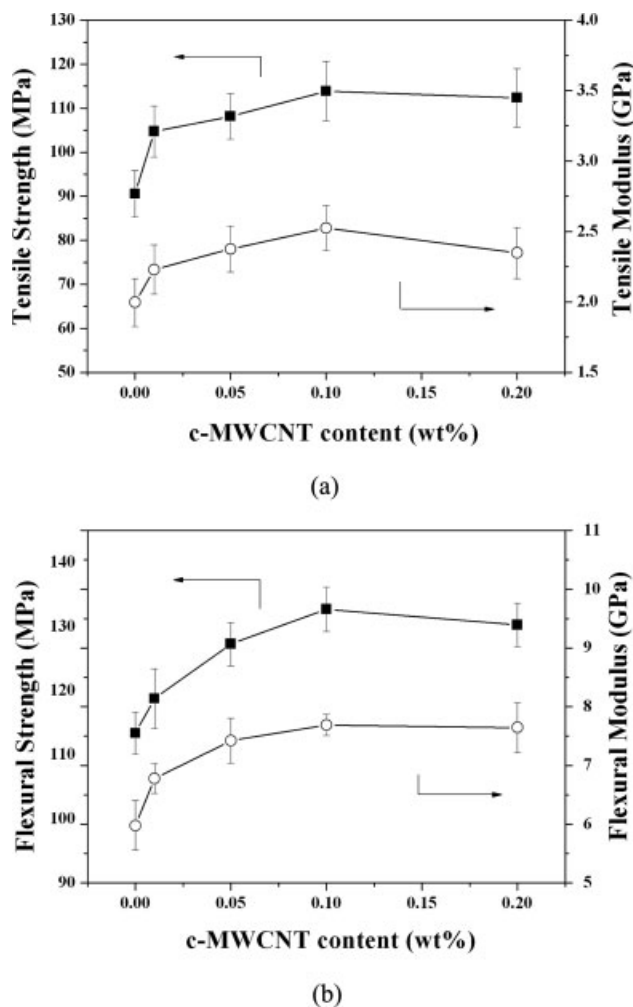 130
120
110
100
90
80
70
60
50
Tensile Strength (MPa)
4.0
3.5
3.0
2.5
2.0
1.5
Tensile Modulus (GPa)
0.00 0.05 0.10 0.15 0.20
c-MWCNT content (wt%)
(a)
140
130
120
110
100
90
Flexural Strength (MPa)
11
10
9
8
7
6
5
Flexural Modulus (GPa)
0.00 0.05 0.10 0.15 0.20
c-MWCNT content (wt%)
(b)